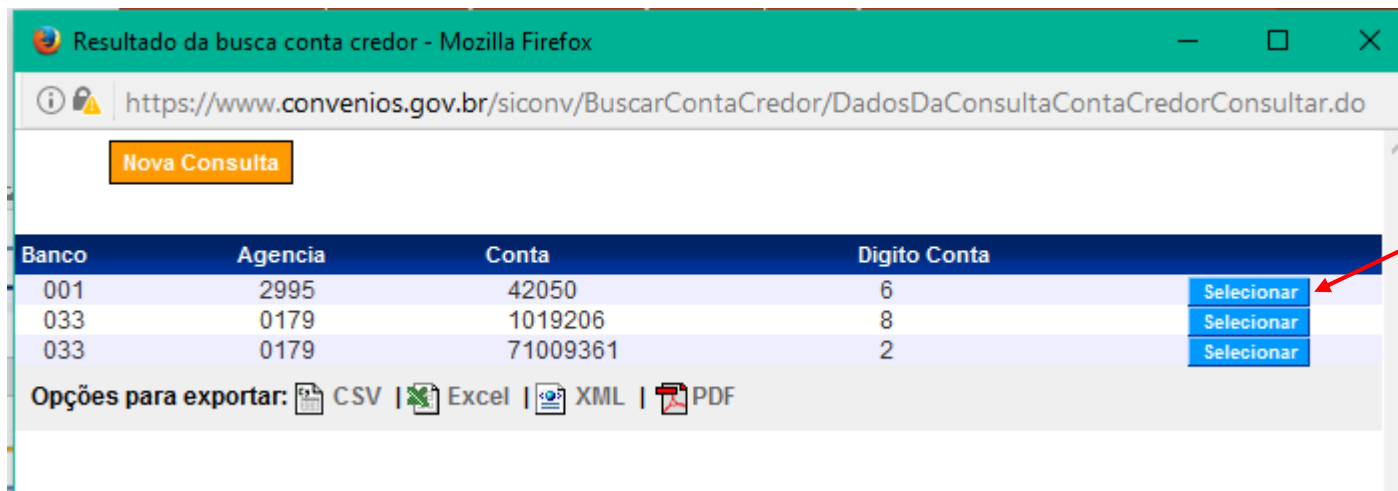 Resultado da busca conta credor - Mozilla Firefox
https://www.convenios.gov.br/siconv/BuscarContaCredor/DadosDaConsultaContaCredorConsultar.do
Nova Consulta
Banco Agencia Conta Digito Conta
001 2995 42050 6 Selecionar
033 0179 1019206 8 Selecionar
033 0179 71009361 2 Selecionar
Opções para exportar: CSV | Excel | XML | PDF